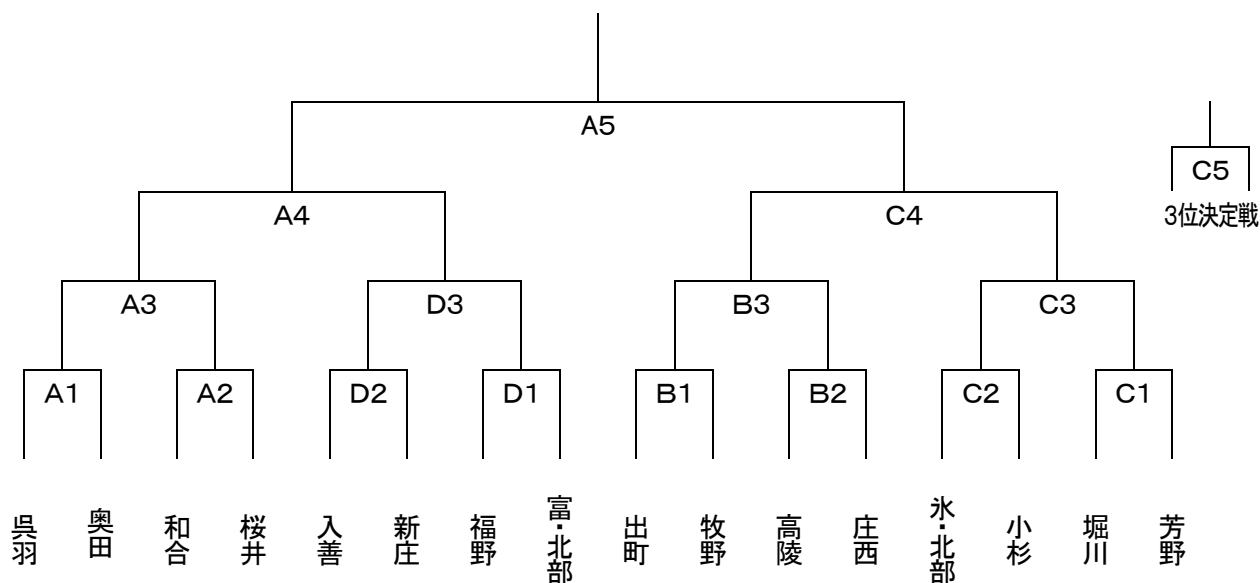 A5
C5
3位決定戦
A4
C4
A3
D3
B3
C3
A1
A2
D2
D1
B1
B2
C2
C1
呉羽
奥田
和合
桜井
入善
新庄
福野
富・北部
出町
牧野
高陵
庄西
氷・北部
小杉
堀川
芳野